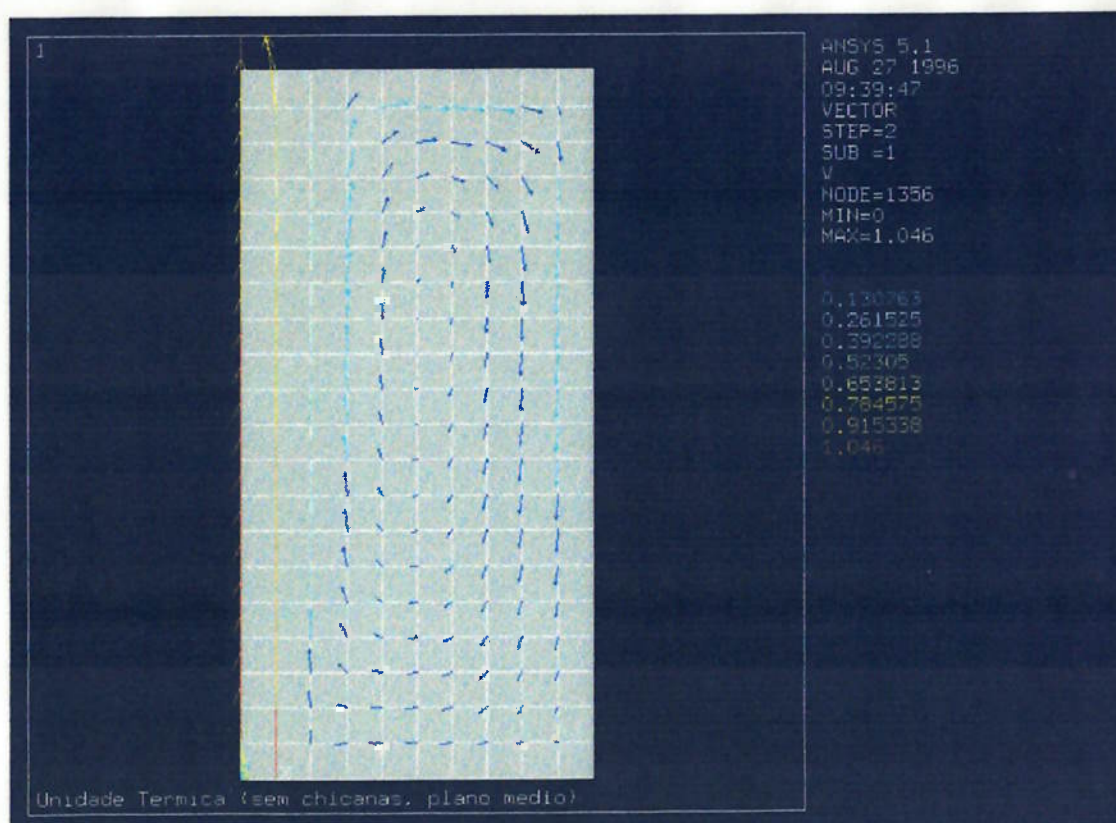 1
ANSYS 5.1
AUG 27 1996
09:39:47
VECTOR
STEP=2
SUB =1
V
NODE=1356
MIN=0
MAX=1.046
0.130763
0.261525
0.392288
0.52305
0.653813
0.784575
0.915338
1.046
Unidade Termica (sem chicanas, plano medio)